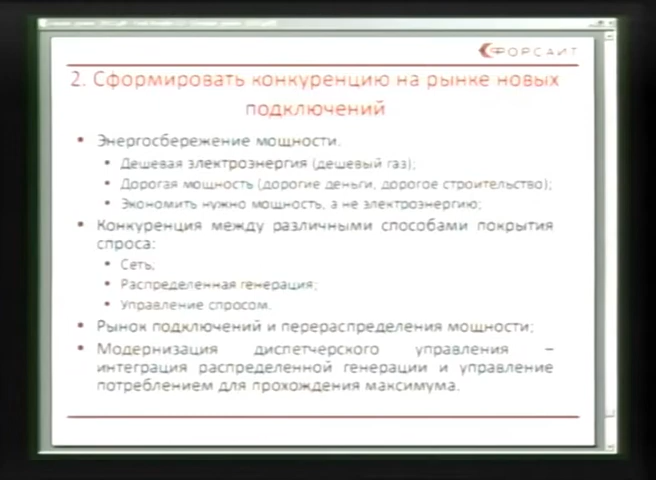 ФОРСАЙТ
2. Сформировать конкуренцию на рынке новых
подключений
• Энергосбережение мощности.
• Дешевая электроэнергия (дешевый газ);
• Дорогая мощность (дорогие деньги, дорогое строительство);
• Экономить нужно мощность, а не электроэнергию;
• Конкуренция между различными способами покрытия
спроса:
• Сеть;
• Распределенная генерация;
• Управление спросом.
• Рынок подключений и перераспределения мощности;
• Модернизация диспетчерского управления –
интеграция распределенной генерации и управление
потреблением для прохождения максимума.